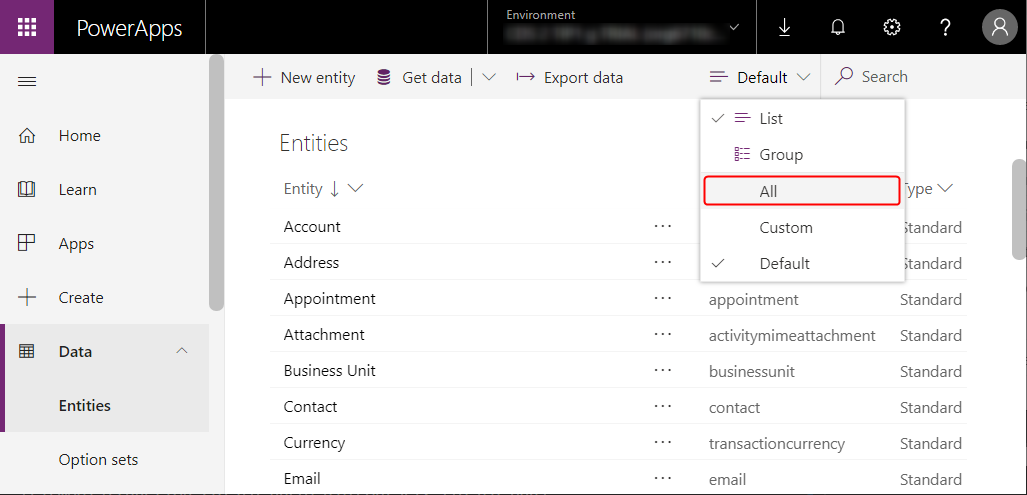 PowerApps
Environment
New entity
Get data
Export data
Default
Search
Home
Learn
Apps
Create
Data
Entities
Option sets
List
Group
All
Custom
Default
Entities
Entity Type
Account Standard
Address Standard
Appointment appointment Standard
Attachment activitymimeattachment Standard
Business Unit businessunit Standard
Contact contact Standard
Currency transactioncurrency Standard
Email email Standard